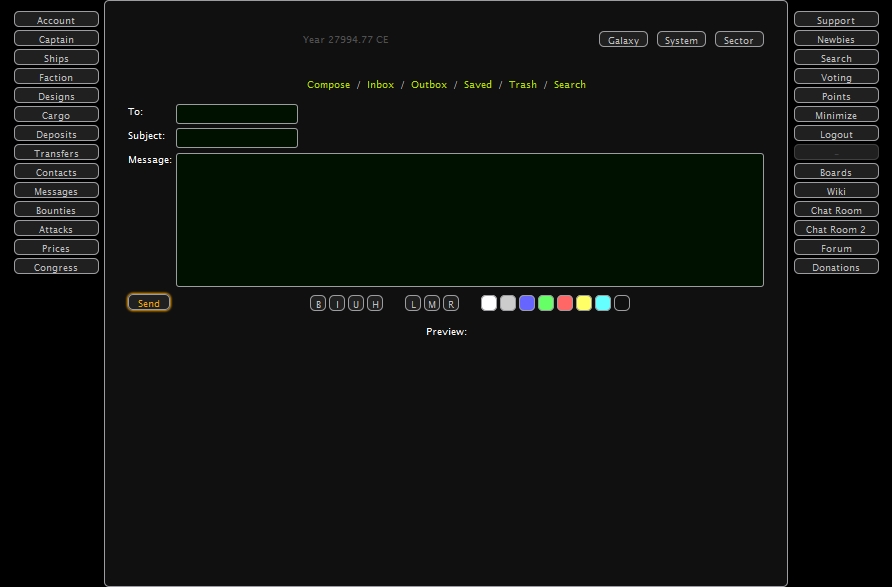 Account
Captain
Ships
Faction
Designs
Cargo
Deposits
Transfers
Contacts
Messages
Bounties
Attacks
Prices
Congress
Year 27994.77 CE
Galaxy System Sector
Compose / Inbox / Outbox / Saved / Trash / Search
To:
Subject:
Message:
Send B I U H L M R
Preview:
Support
Newbies
Search
Voting
Points
Minimize
Logout
-
Boards
Wiki
Chat Room
Chat Room 2
Forum
Donations